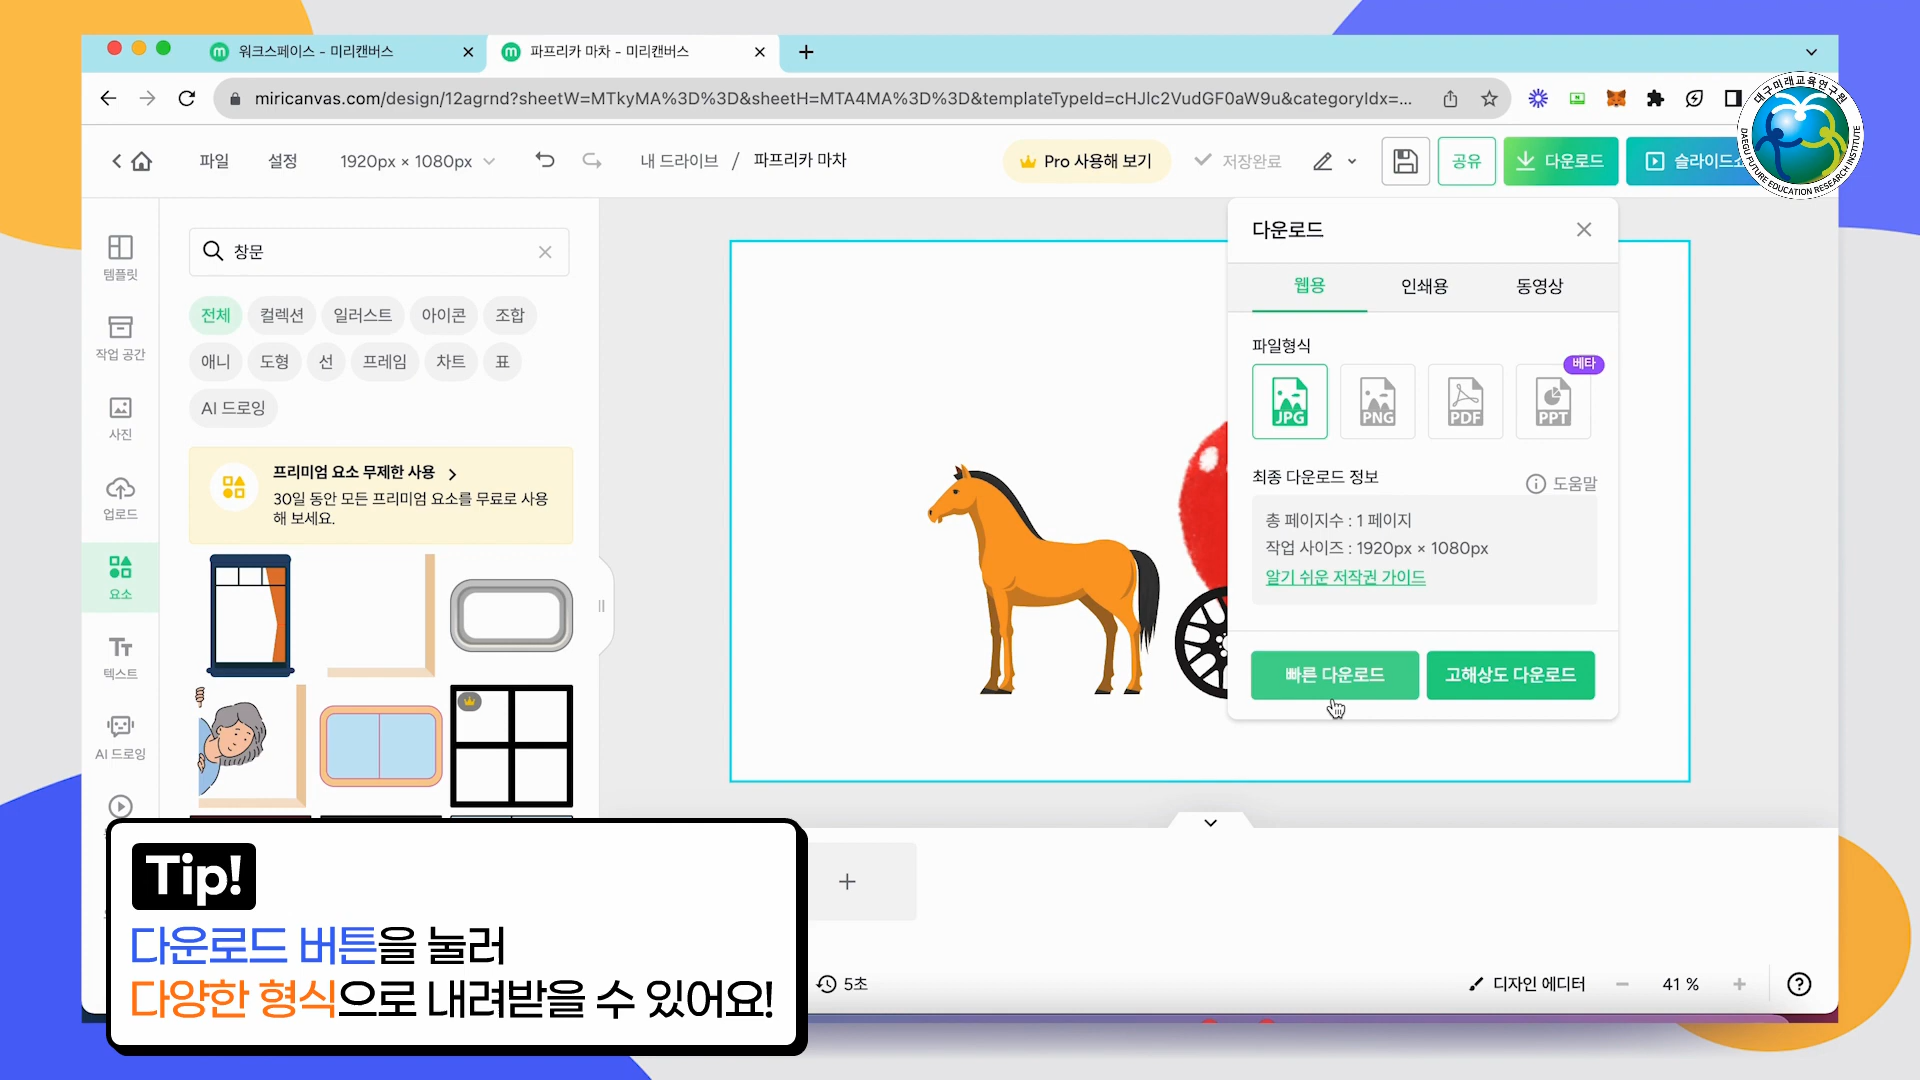 워크스페이스 - 미리캔버스
파프리카 마차 - 미리캔버스
miricanvas.com/design/12agrnd?sheetW=MTkyMA%3D%3D&sheetH=MTA4MA%3D%3D&templateTypeId=cHJlc2VudGF0aW9u&categoryIdx=...
대구미래교육연구원
DAEGU FUTURE EDUCATION RESEARCH INSTITUTE
파일
설정
1920px × 1080px
내 드라이브 / 파프리카 마차
Pro 사용해 보기
저장완료
공유
다운로드
슬라이드쇼
템플릿
작업 공간
사진
업로드
요소
텍스트
AI 드로잉
창문
전체 컬렉션 일러스트 아이콘 조합
애니 도형 선 프레임 차트 표
AI 드로잉
프리미엄 요소 무제한 사용
30일 동안 모든 프리미엄 요소를 무료로 사용
해 보세요.
다운로드
웹용 인쇄용 동영상
파일형식
베타
JPG PNG PDF PPT
최종 다운로드 정보
도움말
총 페이지수 : 1 페이지
작업 사이즈 : 1920px × 1080px
알기 쉬운 저작권 가이드
빠른 다운로드
고해상도 다운로드
Tip!
다운로드 버튼을 눌러
다양한 형식으로 내려받을 수 있어요!
5초
디자인 에디터
41 %